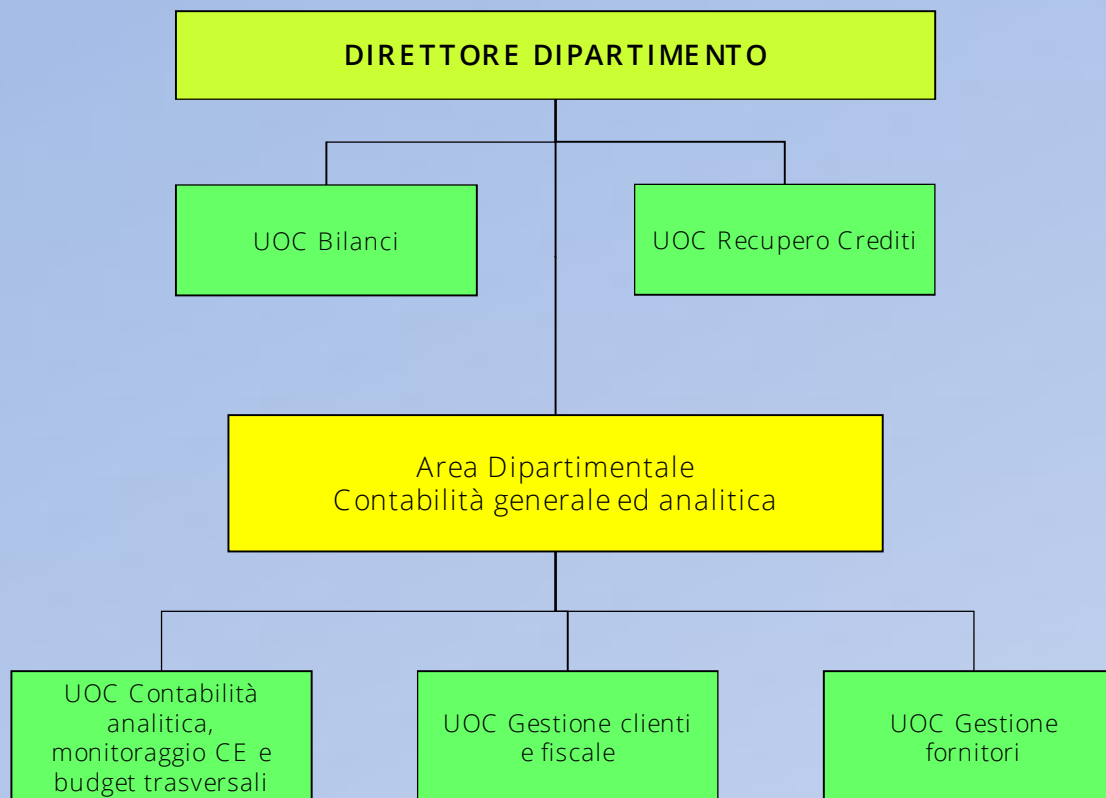 DIRETTORE DIPARTIMENTO
UOC Bilanci
UOC Recupero Crediti
Area Dipartimentale
Contabilità generale ed analitica
UOC Contabilità
analitica,
monitoraggio CE e
budget trasversali
UOC Gestione clienti
e fiscale
UOC Gestione
fornitori